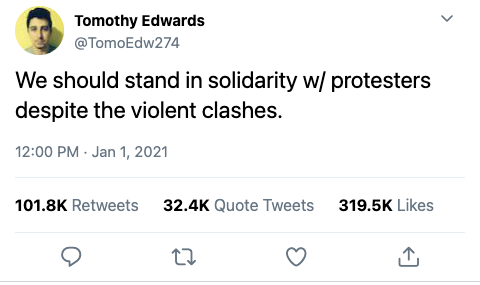 Tomothy Edwards
@TomoEdw274
We should stand in solidarity w/ protesters
despite the violent clashes.
12:00 PM · Jan 1, 2021
101.8K Retweets 32.4K Quote Tweets 319.5K Likes